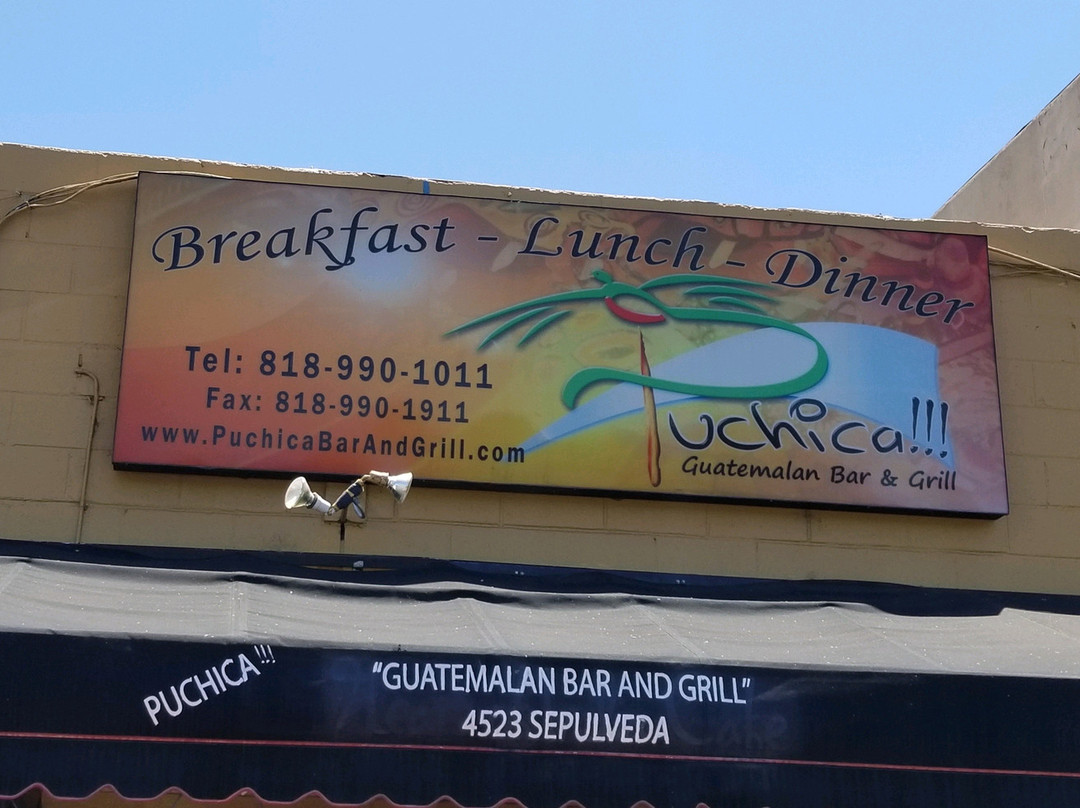 Breakfast - Lunch - Dinner
Tel: 818-990-1011
Fax: 818-990-1911
www.PuchicaBarAndGrill.com
Puchica!!!
Guatemalan Bar & Grill
PUCHICA!!!
"GUATEMALAN BAR AND GRILL"
4523 SEPULVEDA